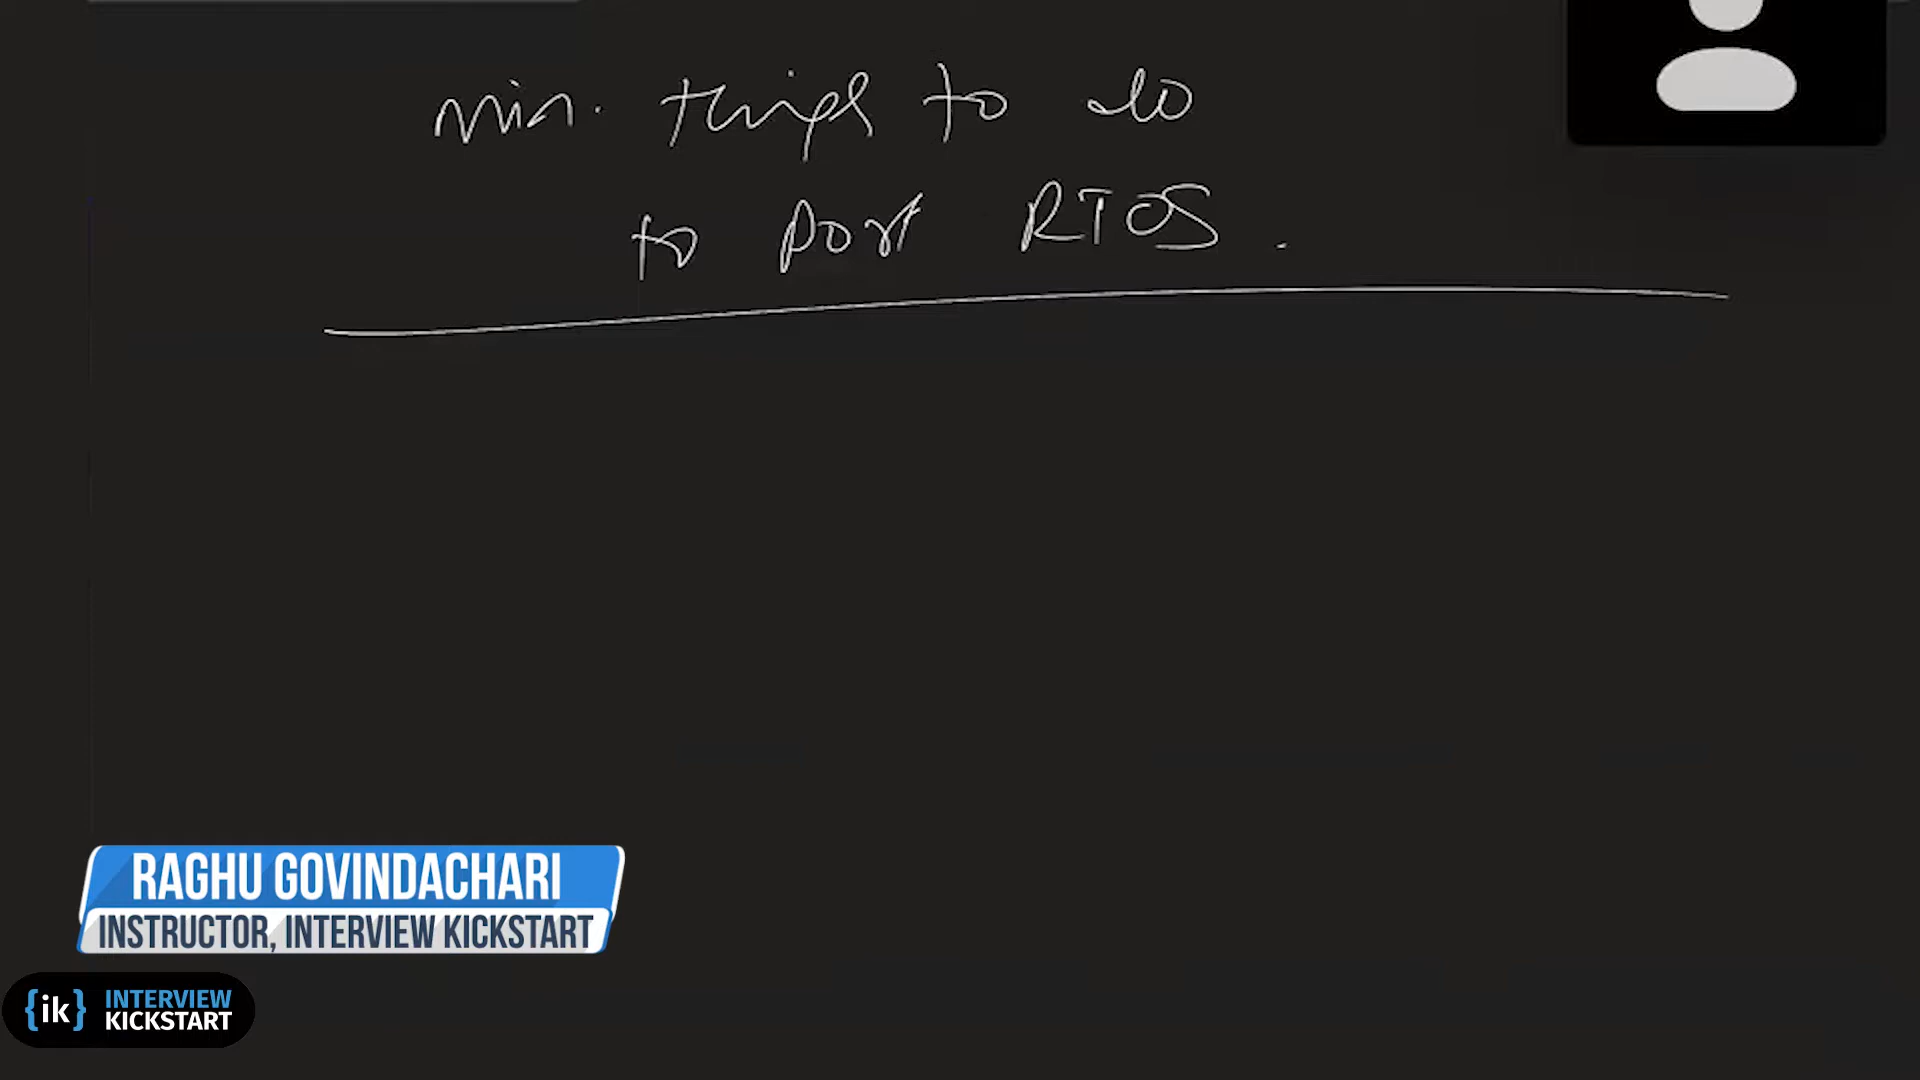 min. things to do
to port RTOS.
RAGHU GOVINDACHARI
INSTRUCTOR, INTERVIEW KICKSTART
{ik} INTERVIEW
KICKSTART